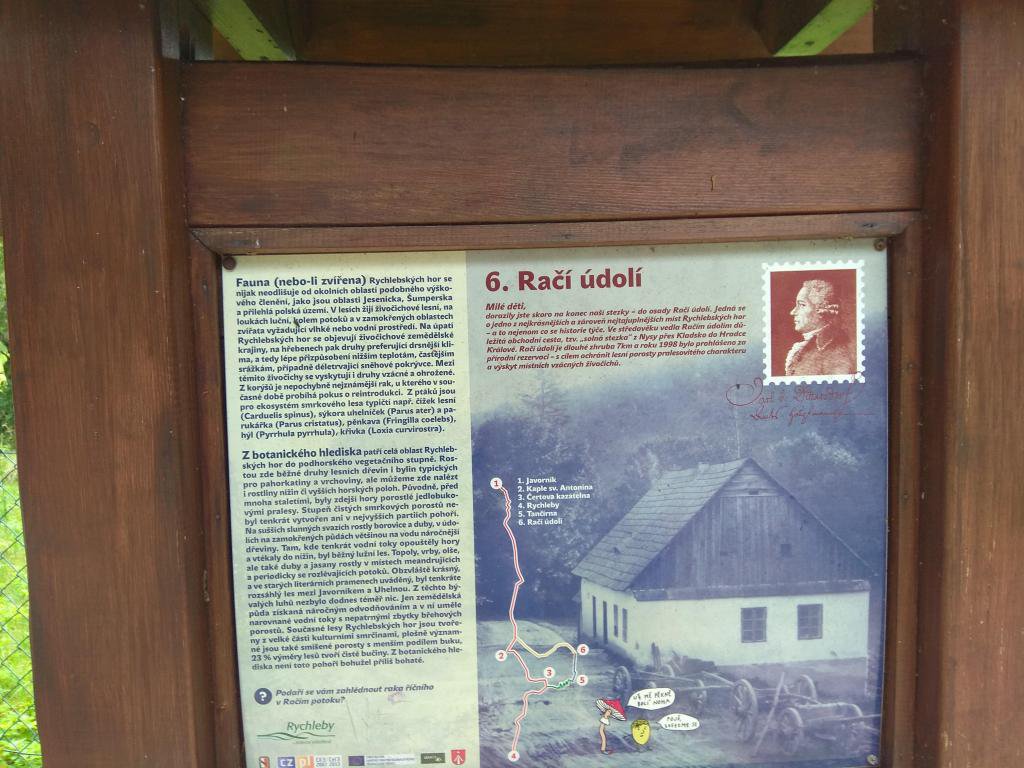 Fauna (nebo-li zvířena) Rychlebských hor se
nijak neodlišuje od okolních oblastí podobného výško-
vého členění, jako jsou oblasti Jesenicka, Šumperska
a přilehlá polská území. V lesích žijí živočichové lesní, na
loukách luční, kolem potoků a v zamokřených oblastech
zvířata vyžadující vlhké nebo vodní prostředí. Na úpatí
Rychlebských hor se objevují živočichové zemědělské
krajiny, na hřebenech pak druhy preferující drsnější kli-
ma, a tedy lépe přizpůsobení nižším teplotám, častějším
srážkám, případně déletrvající sněhové pokrývce. Mezi
těmito živočichy se vyskytují i druhy vzácné a ohrožené.
Z korýšů je nepochybně nejznámější rak, u kterého v sou-
časné době probíhá pokus o reintrodukci. Z ptáků jsou
pro ekosystém smrkového lesa typičtí např. čížek lesní
(Carduelis spinus), sýkora uhelníček (Parus ater) a pa-
rukářka (Parus cristatus), pěnkava (Fringilla coelebs),
hýl (Pyrrhula pyrrhula), křivka (Loxia curvirostra).
Z botanického hlediska patří celá oblast Rychleb-
ských hor do podhorského vegetačního stupně. Ros-
tou zde běžné druhy lesních dřevin i bylin typických
pro pahorkatiny a vrchoviny, ale můžeme zde nalézt
i rostliny nížin či vyšších horských poloh. Původně, před
mnoha staletími, byly zdejší hory porostlé jedlobuko-
vými pralesy. Stupeň čistých smrkových porostů ne-
byl tenkrát vytvořen ani v nejvyšších partiích pohoří.
Na sušších slunných svazích rostly borovice a duby, v údo-
lích na zamokřených půdách většinou na vodu náročnější
dřeviny. Tam, kde tenkrát vodní toky opouštěly hory
a vtékaly do nížin, byl běžný lužní les. Topoly, vrby, olše,
ale také duby a jasany rostly v místech meandrujících
a periodicky se rozlévajících potoků. Obzvláště krásný,
a ve starých literárních pramenech uváděný, byl tenkráte
rozsáhlý les mezi Javorníkem a Uhelnou. Z těchto bý-
valých luhů nezbylo dodnes téměř nic. Jen zemědělská
půda získaná náročným odvodňováním a v ní uměle
narovnané vodní toky s nepatrnými zbytky břehových
porostů. Současné lesy Rychlebských hor jsou tvoře-
ny z velké části kulturními smrčinami, plošně význam-
né jsou také smíšené porosty s menším podílem buku,
23 % výměry lesů tvoří čisté bučiny. Z botanického hle-
diska není toto pohoří bohužel příliš bohaté.
? Podaří se vám zahlédnout raka říčního
v Račím potoku?
Rychleby
cz pl
6. Račí údolí
Milé děti,
dorazily jste skoro na konec naší stezky – do osady Račí údolí. Jedná se
o jedno z nejkrásnějších a zároveň nejtajuplnějších míst Rychlebských hor
– a to nejenom co se historie týče. Ve středověku vedla Račím údolím dů-
ležitá obchodní cesta, tzv. „solná stezka“ z Nysy přes Kladsko do Hradce
Králové. Račí údolí je dlouhé zhruba 7km a roku 1998 bylo prohlášeno za
přírodní rezervaci – s cílem ochránit lesní porosty pralesovitého charakteru
a výskyt místních vzácných živočichů.
1. Javorník
2. Kaple sv. Antonína
3. Čertova kazatelna
4. Rychleby
5. Tančírna
6. Račí údolí
1
2
6
3
5
4
UŽ MĚ PĚKNĚ
BOLÍ NOHA